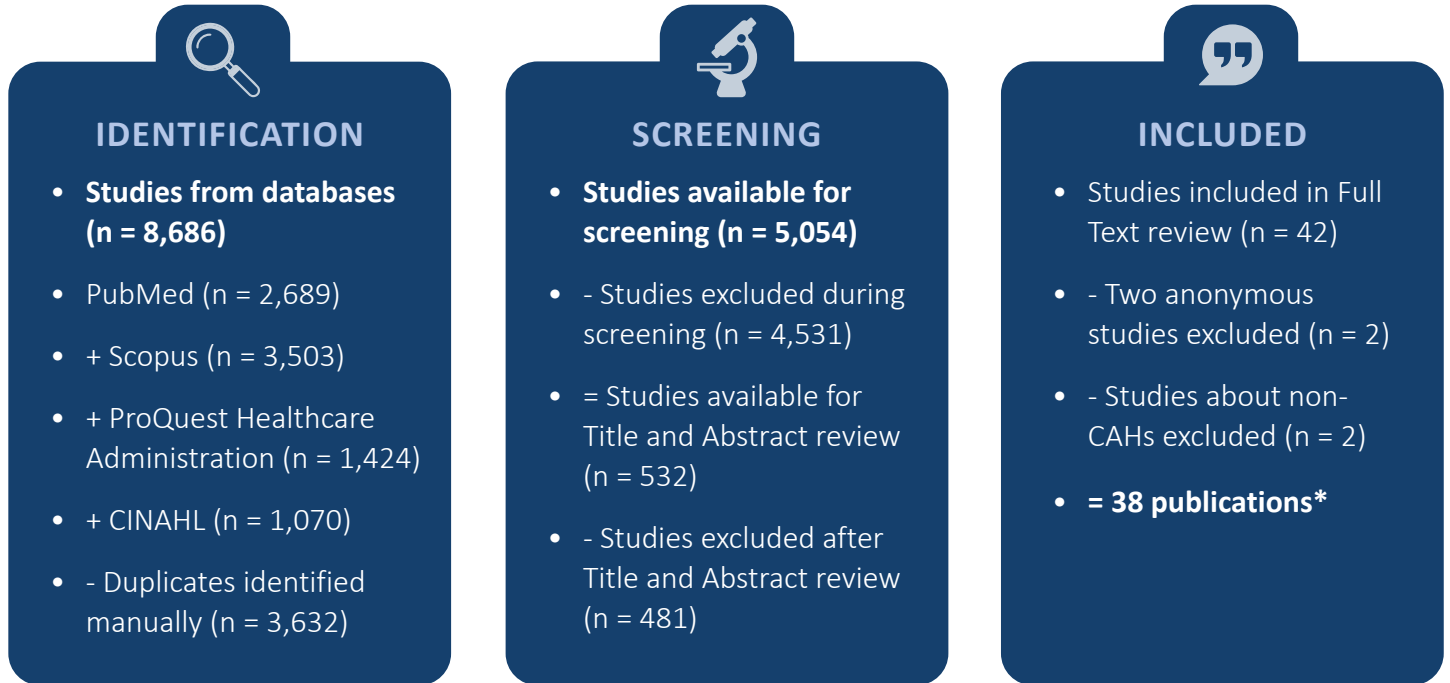 IDENTIFICATION
• Studies from databases
(n = 8,686)
• PubMed (n = 2,689)
• + Scopus (n = 3,503)
• + ProQuest Healthcare
Administration (n = 1,424)
• + CINAHL (n = 1,070)
• - Duplicates identified
manually (n = 3,632)
SCREENING
• Studies available for
screening (n = 5,054)
• - Studies excluded during
screening (n = 4,531)
• = Studies available for
Title and Abstract review
(n = 532)
• - Studies excluded after
Title and Abstract review
(n = 481)
INCLUDED
• Studies included in Full
Text review (n = 42)
• - Two anonymous
studies excluded (n = 2)
• - Studies about non-
CAHs excluded (n = 2)
• = 38 publications*